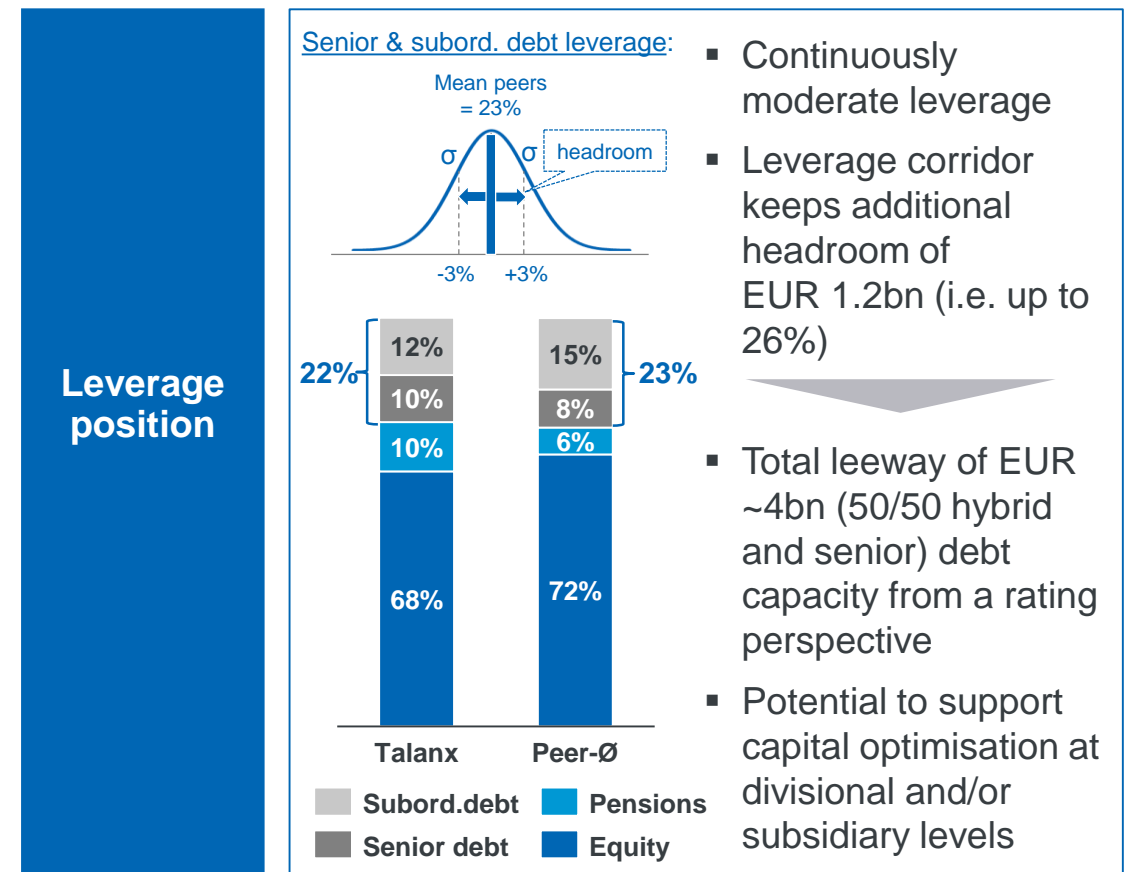 Leverage
position
Senior & subord. debt leverage:
Mean peers
= 23%
σ
σ
headroom
-3%
+3%
22%
12%
10%
10%
68%
15%
8%
6%
72%
23%
Talanx
Peer-Ø
Subord.debt
Pensions
Senior debt
Equity
▪ Continuously
moderate leverage
▪ Leverage corridor
keeps additional
headroom of
EUR 1.2bn (i.e. up to
26%)
▪ Total leeway of EUR
~4bn (50/50 hybrid
and senior) debt
capacity from a rating
perspective
▪ Potential to support
capital optimisation at
divisional and/or
subsidiary levels